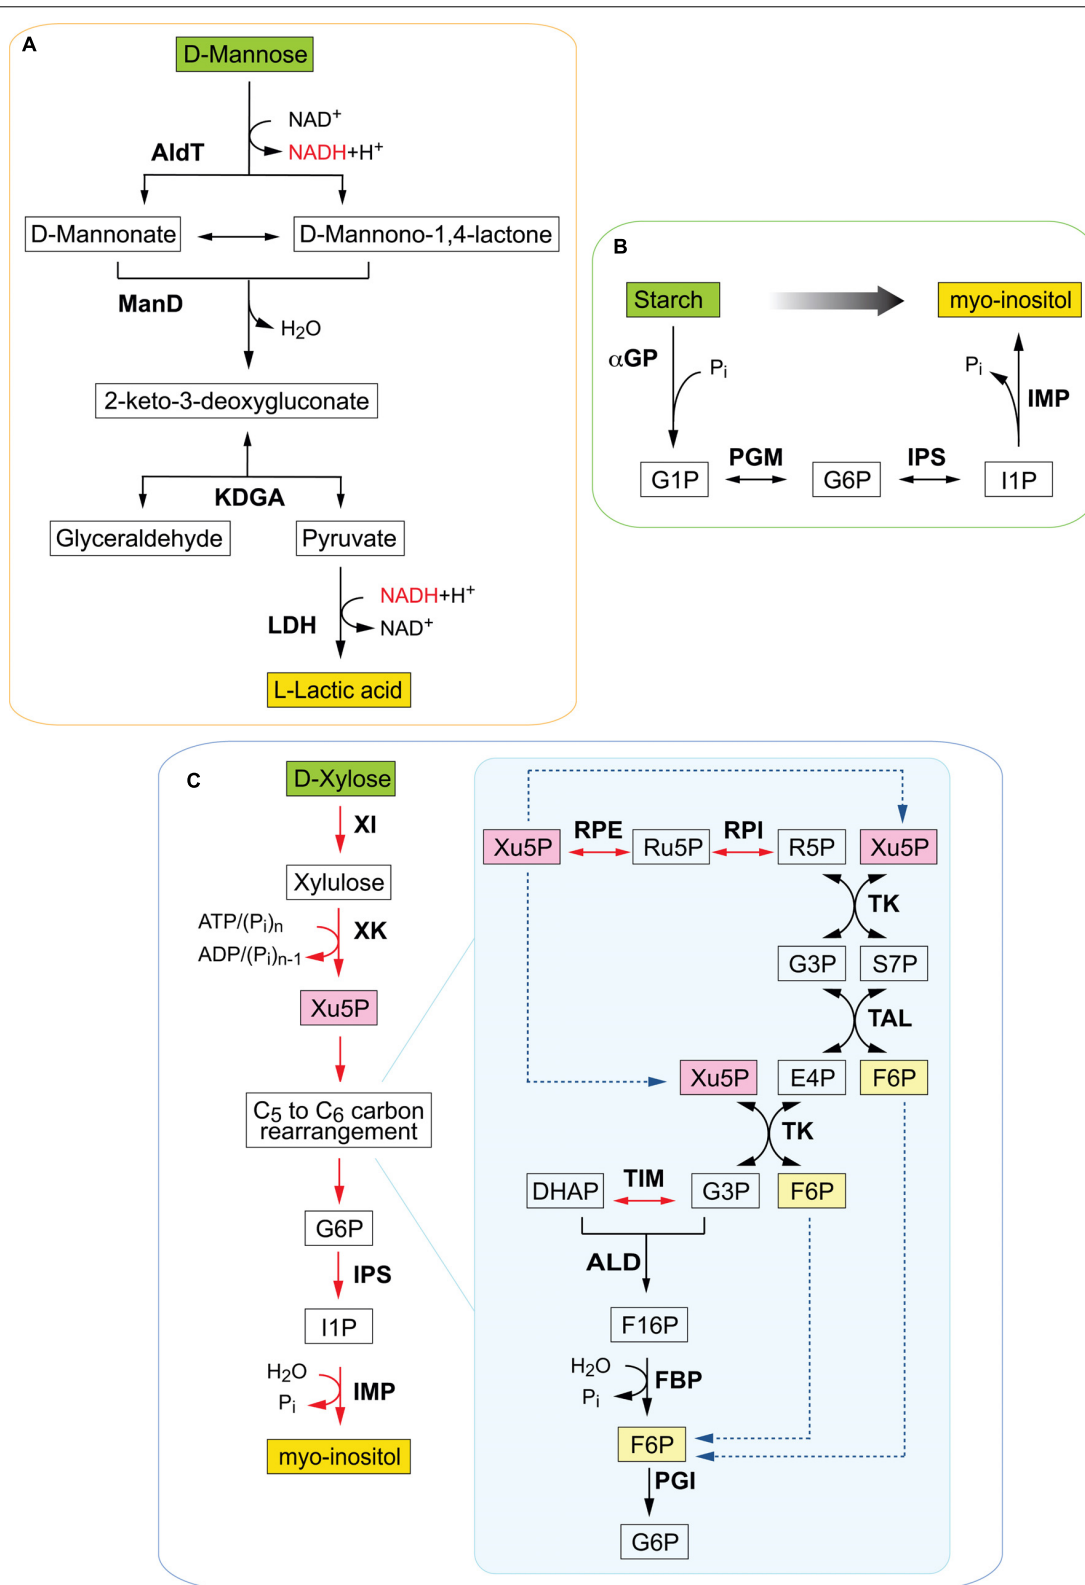 A
D-Mannose
NAD+
NADH+H+
AldT
D-Mannonate
D-Mannono-1,4-lactone
ManD
H2O
2-keto-3-deoxygluconate
KDGA
Glyceraldehyde
Pyruvate
NADH+H+
LDH
NAD+
L-Lactic acid
B
Starch
myo-inositol
αGP
Pi
Pi
IMP
PGM
IPS
G1P
G6P
I1P
C
D-Xylose
XI
Xylulose
ATP/(Pi)n
XK
ADP/(Pi)n-1
Xu5P
C5 to C6 carbon
rearrangement
G6P
IPS
I1P
H2O
IMP
Pi
myo-inositol
Xu5P
RPE
Ru5P
RPI
R5P
Xu5P
TK
G3P
S7P
TAL
Xu5P
E4P
F6P
TK
DHAP
TIM
G3P
F6P
ALD
F16P
H2O
FBP
Pi
F6P
PGI
G6P